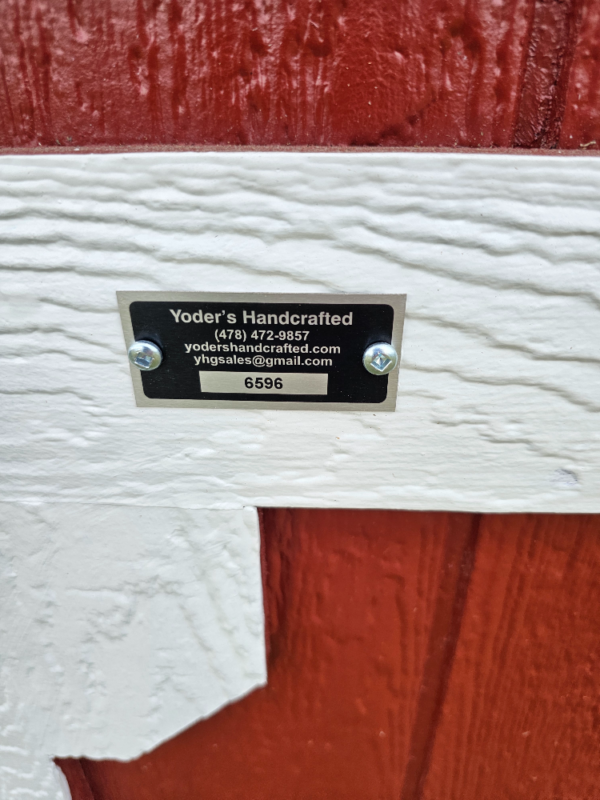 Yoder's Handcrafted
(478) 472-9857
yodershandcrafted.com
yhgsales@gmail.com
6596